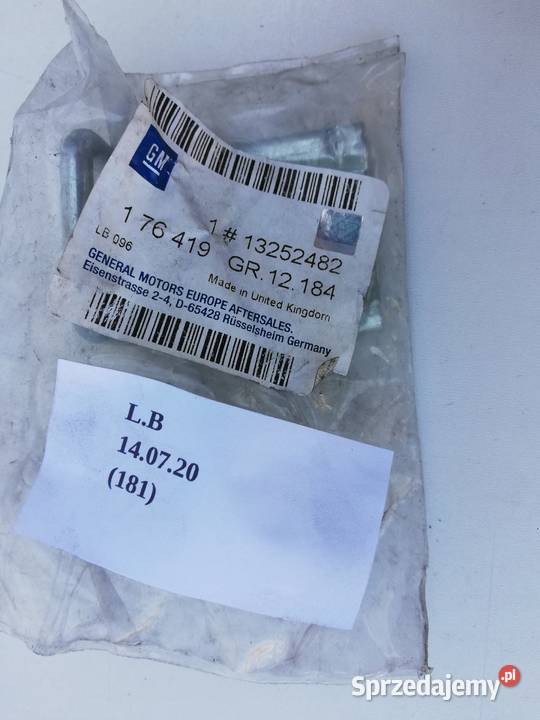 GM
1 # 13252482
1 76 419 GR.12.184
LB 096
Made in United Kingdom
GENERAL MOTORS EUROPE AFTERSALES.
Eisenstrasse 2-4, D-65428 Rüsselsheim Germany
L.B
14.07.20
(181)
Sprzedajemy.pl